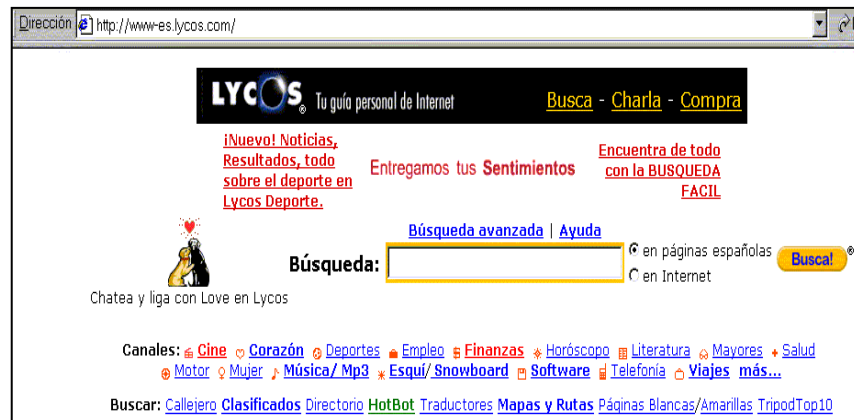 Dirección http://www-es.lycos.com/
LYCOS® Tu guía personal de Internet Busca - Charla - Compra
¡Nuevo! Noticias,
Resultados, todo
sobre el deporte en
Lycos Deporte.
Entregamos tus Sentimientos
Encuentra de todo
con la BUSQUEDA
FACIL
Búsqueda avanzada | Ayuda
Búsqueda:
en páginas españolas
en Internet
Busca!®
Chatea y liga con Love en Lycos
Canales: Cine Corazón Deportes Empleo Finanzas Horóscopo Literatura Mayores Salud
Motor Mujer Música/ Mp3 Esquí/ Snowboard Software Telefonía Viajes más...
Buscar: Callejero Clasificados Directorio HotBot Traductores Mapas y Rutas Páginas Blancas/Amarillas TripodTop10